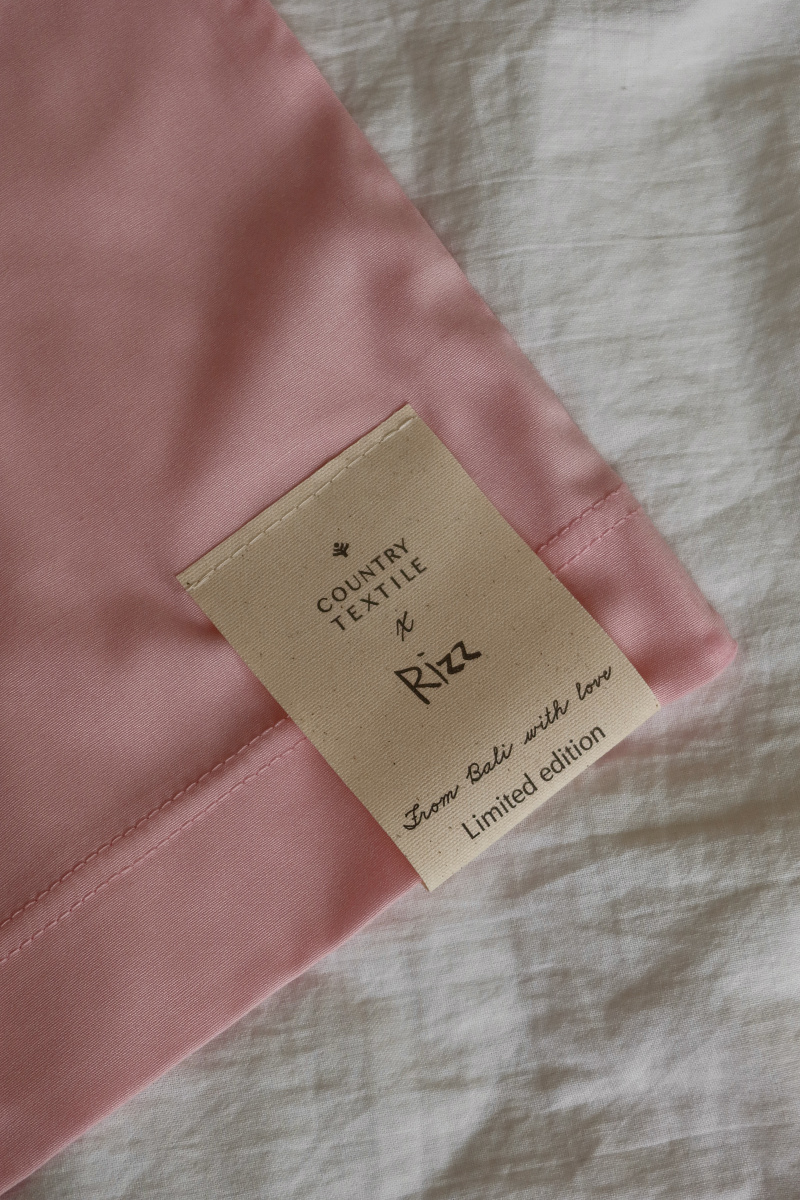 COUNTRY
TEXTILE
x
Rizz
From Bali with love
Limited edition